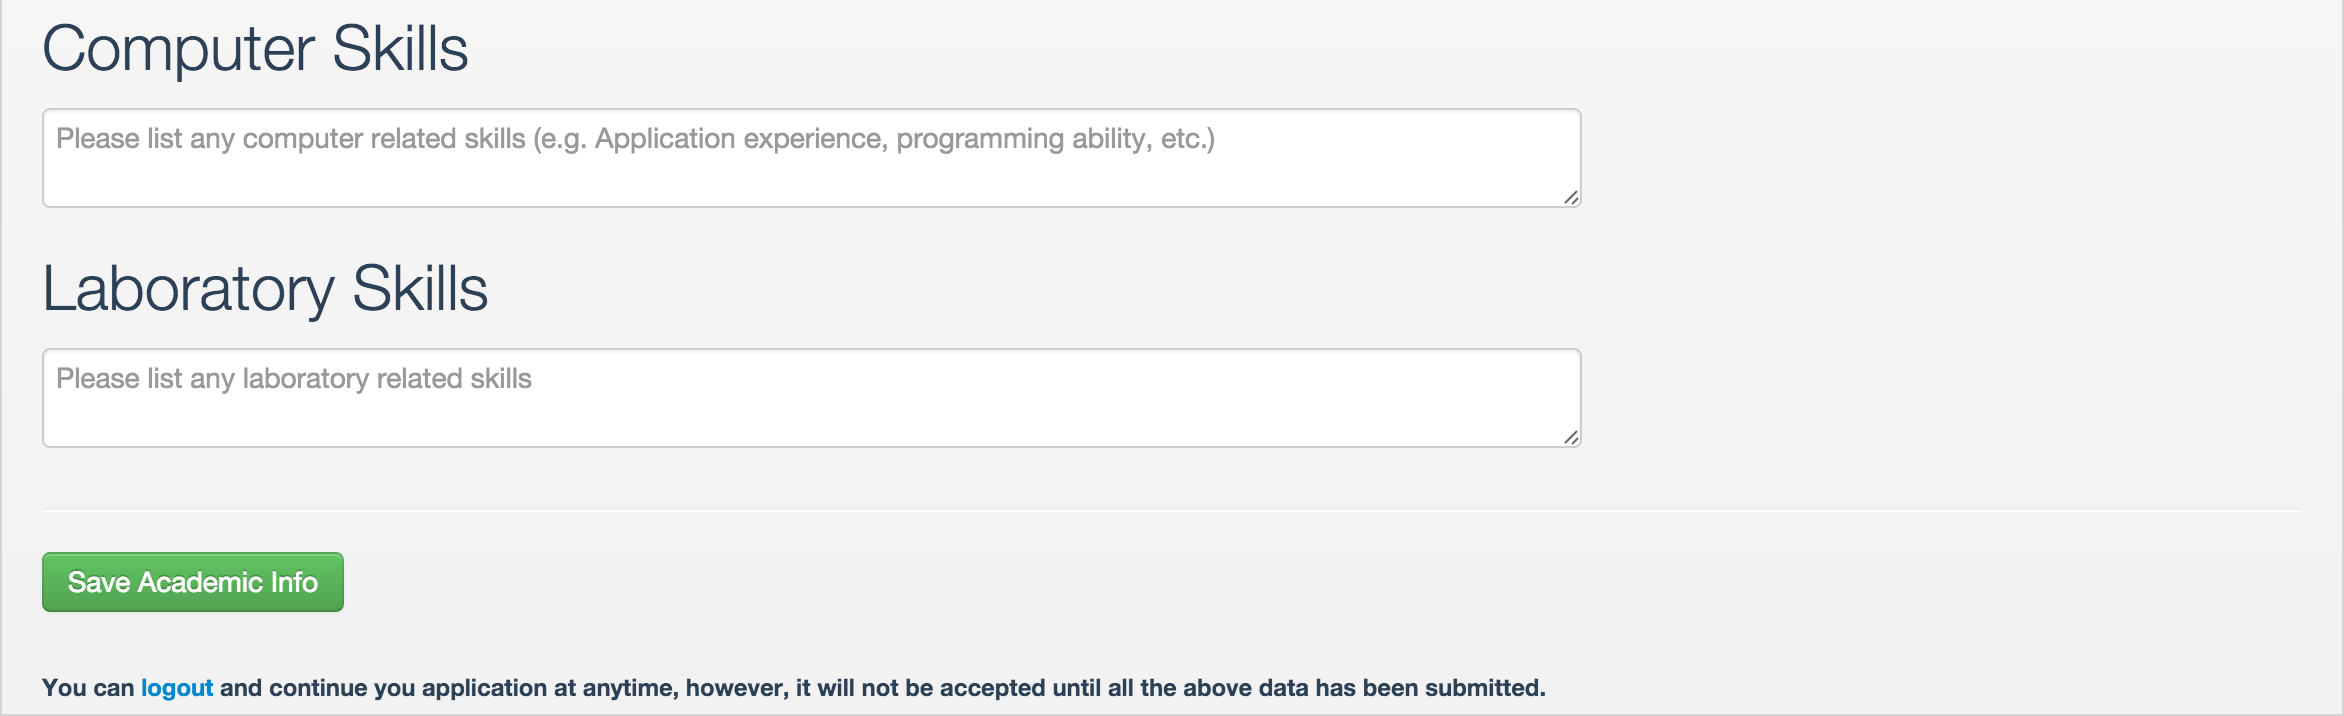 Computer Skills
Please list any computer related skills (e.g. Application experience, programming ability, etc.)
Laboratory Skills
Please list any laboratory related skills
Save Academic Info
You can logout and continue you application at anytime, however, it will not be accepted until all the above data has been submitted.